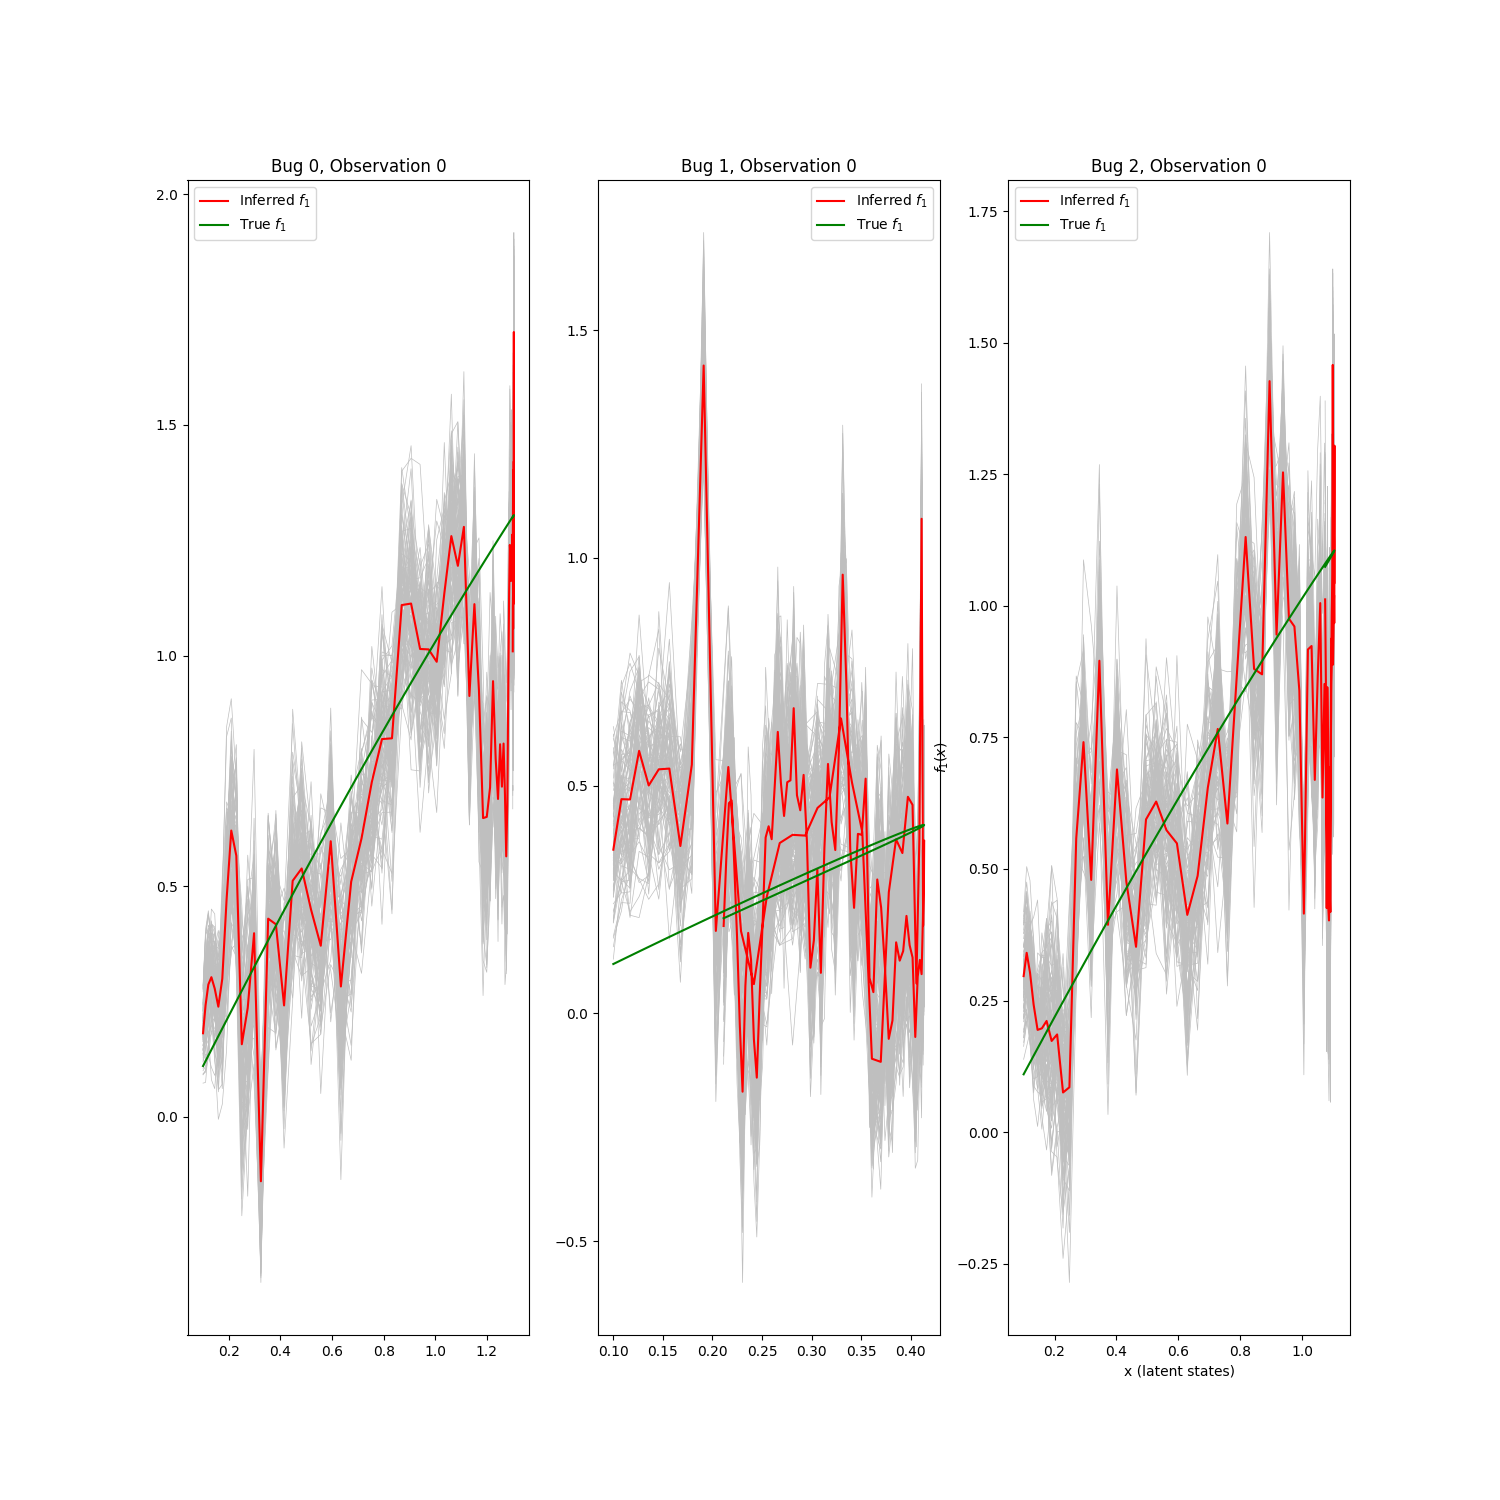 Bug 0, Observation 0
Inferred f₁
True f₁
2.0
1.5
1.0
0.5
0.0
0.2 0.4 0.6 0.8 1.0 1.2
Bug 1, Observation 0
Inferred f₁
True f₁
1.5
1.0
0.5
0.0
−0.5
0.10 0.15 0.20 0.25 0.30 0.35 0.40
Bug 2, Observation 0
Inferred f₁
True f₁
f₁(x)
1.75
1.50
1.25
1.00
0.75
0.50
0.25
0.00
−0.25
0.2 0.4 0.6 0.8 1.0
x (latent states)